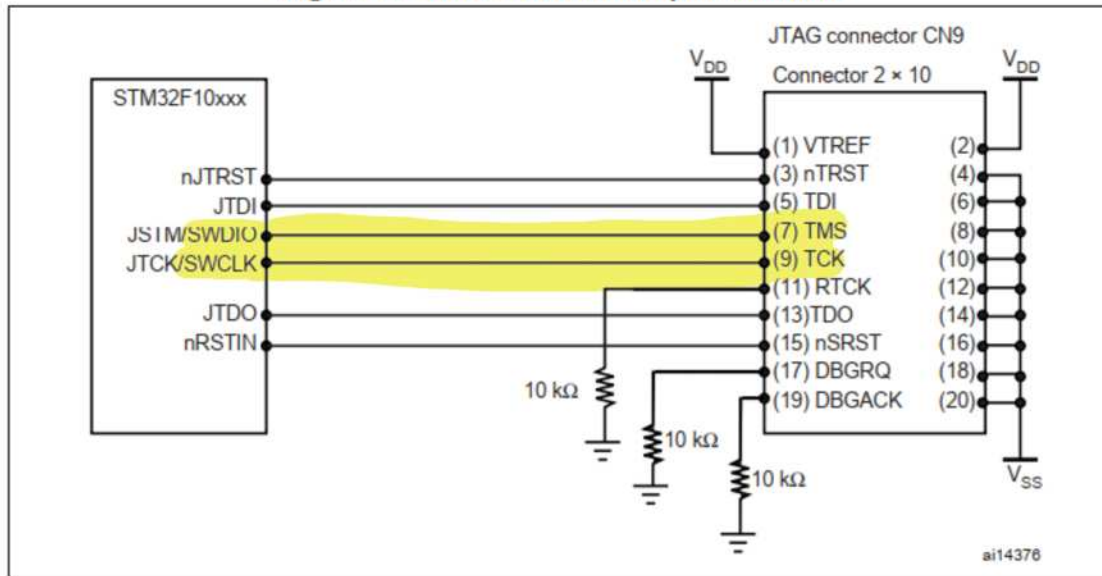 JTAG connector CN9
VDD
Connector 2 × 10
VDD
STM32F10xxx
(1) VTREF
(2)
nJTRST
(3) nTRST
(4)
JTDI
(5) TDI
(6)
JSTM/SWDIO
(7) TMS
(8)
JTCK/SWCLK
(9) TCK
(10)
(11) RTCK
(12)
JTDO
(13)TDO
(14)
nRSTIN
(15) nSRST
(16)
(17) DBGRQ
(18)
10 kΩ
(19) DBGACK
(20)
10 kΩ
10 kΩ
VSS
ai14376